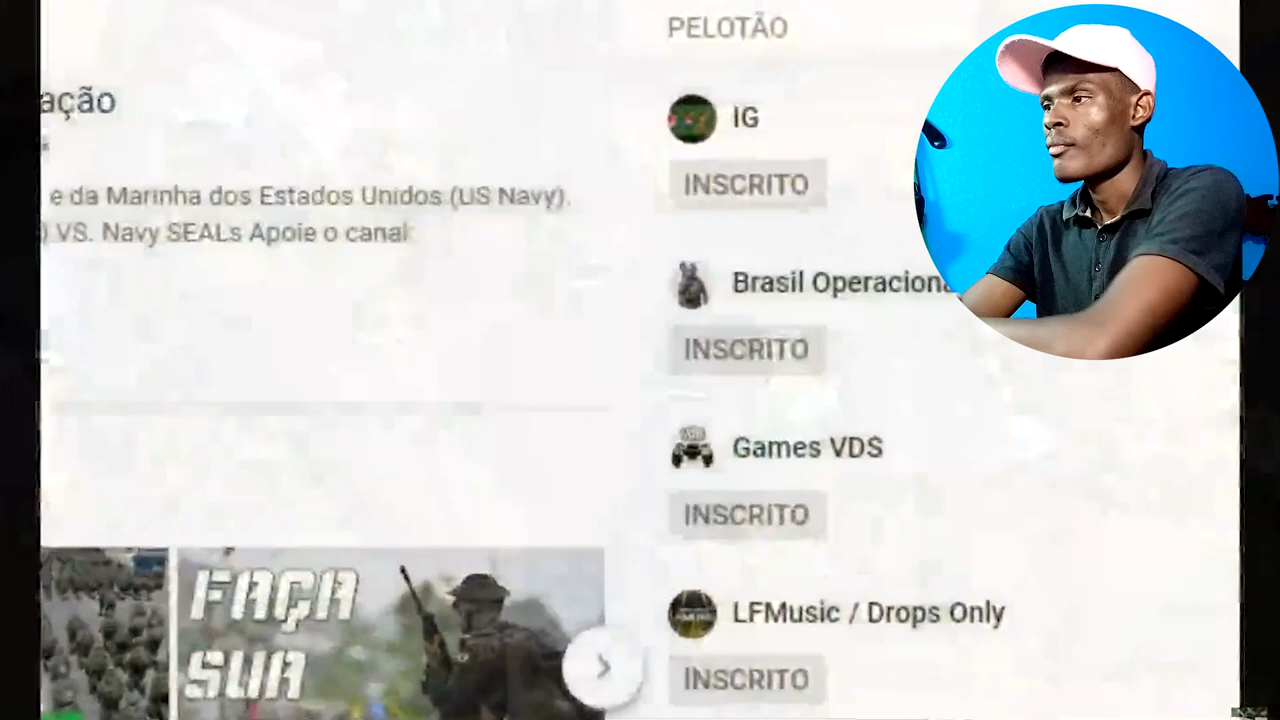 ação
e da Marinha dos Estados Unidos (US Navy).
) VS. Navy SEALs Apoie o canal:
FAÇA
SUA
PELOTÃO
IG
INSCRITO
Brasil Operaciona
INSCRITO
Games VDS
INSCRITO
LFMusic / Drops Only
INSCRITO